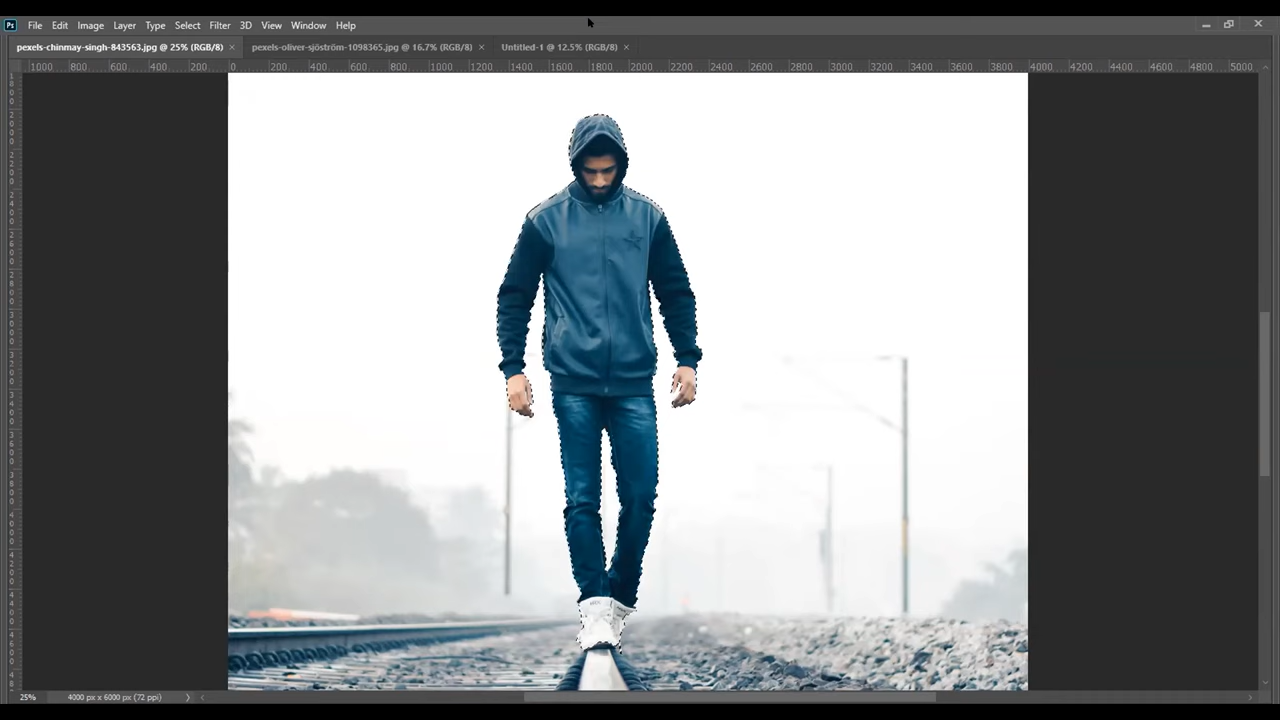 Ps File Edit Image Layer Type Select Filter 3D View Window Help
pexels-chinmay-singh-843563.jpg @ 25% (RGB/8) × pexels-oliver-sjöström-1098365.jpg @ 16.7% (RGB/8) × Untitled-1 @ 12.5% (RGB/8) ×
1000 800 600 400 200 0 200 400 600 800 1000 1200 1400 1600 1800 2000 2200 2400 2600 2800 3000 3200 3400 3600 3800 4000 4200 4400 4600 4800 5000
25% 4000 px x 6000 px (72 ppi)